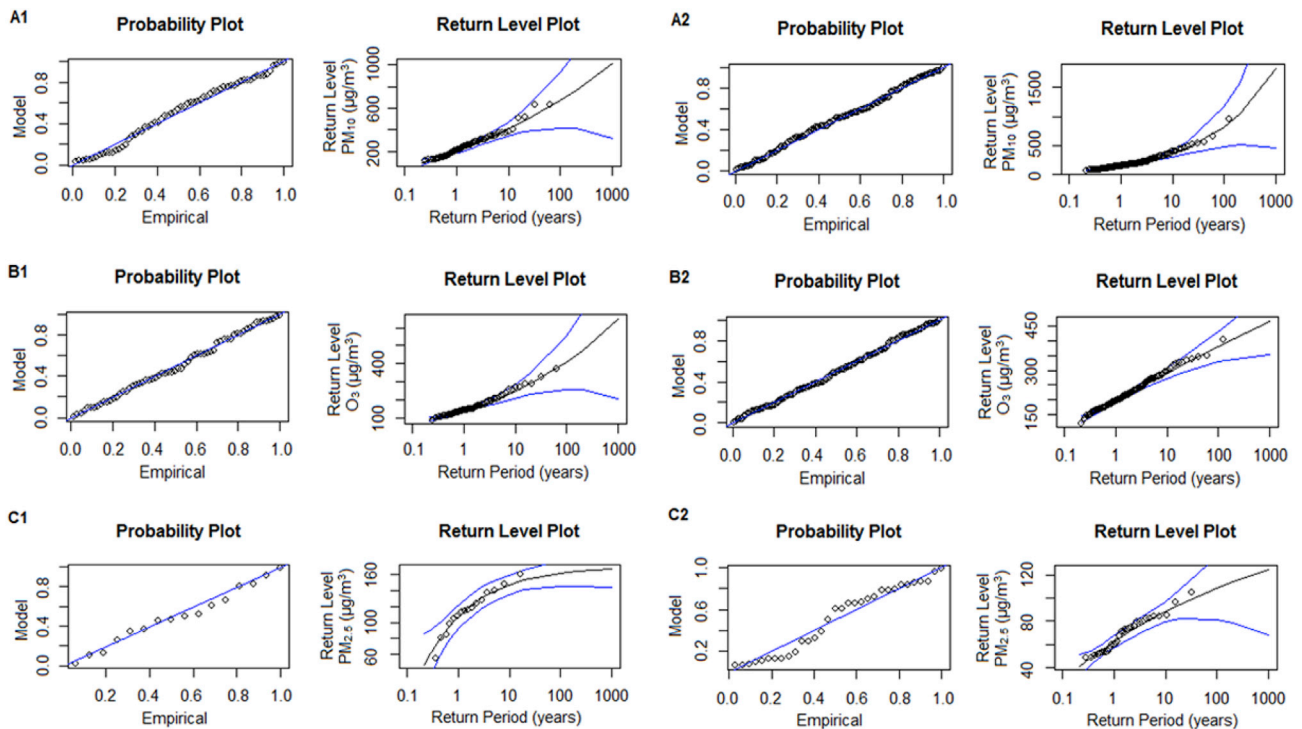 A1
Probability Plot
Model
0.0 0.4 0.8
0.0 0.2 0.4 0.6 0.8 1.0
Empirical
Return Level Plot
Return Level
PM10 (µg/m³)
200 600 1000
0.1 1 10 100 1000
Return Period (years)
A2
Probability Plot
Model
0.0 0.4 0.8
0.0 0.2 0.4 0.6 0.8 1.0
Empirical
Return Level Plot
Return Level
PM10 (µg/m³)
0 500 1500
0.1 1 10 100 1000
Return Period (years)
B1
Probability Plot
Model
0.0 0.4 0.8
0.0 0.2 0.4 0.6 0.8 1.0
Empirical
Return Level Plot
Return Level
O3 (µg/m³)
100 400
0.1 1 10 100 1000
Return Period (years)
B2
Probability Plot
Model
0.0 0.4 0.8
0.0 0.2 0.4 0.6 0.8 1.0
Empirical
Return Level Plot
Return Level
O3 (µg/m³)
150 300 450
0.1 1 10 100 1000
Return Period (years)
C1
Probability Plot
Model
0.0 0.4 0.8
0.2 0.4 0.6 0.8 1.0
Empirical
Return Level Plot
Return Level
PM2.5 (µg/m³)
60 100 160
0.1 1 10 100 1000
Return Period (years)
C2
Probability Plot
Model
0.2 0.6 1.0
0.0 0.2 0.4 0.6 0.8 1.0
Empirical
Return Level Plot
Return Level
PM2.5 (µg/m³)
40 80 120
0.1 1 10 100 1000
Return Period (years)